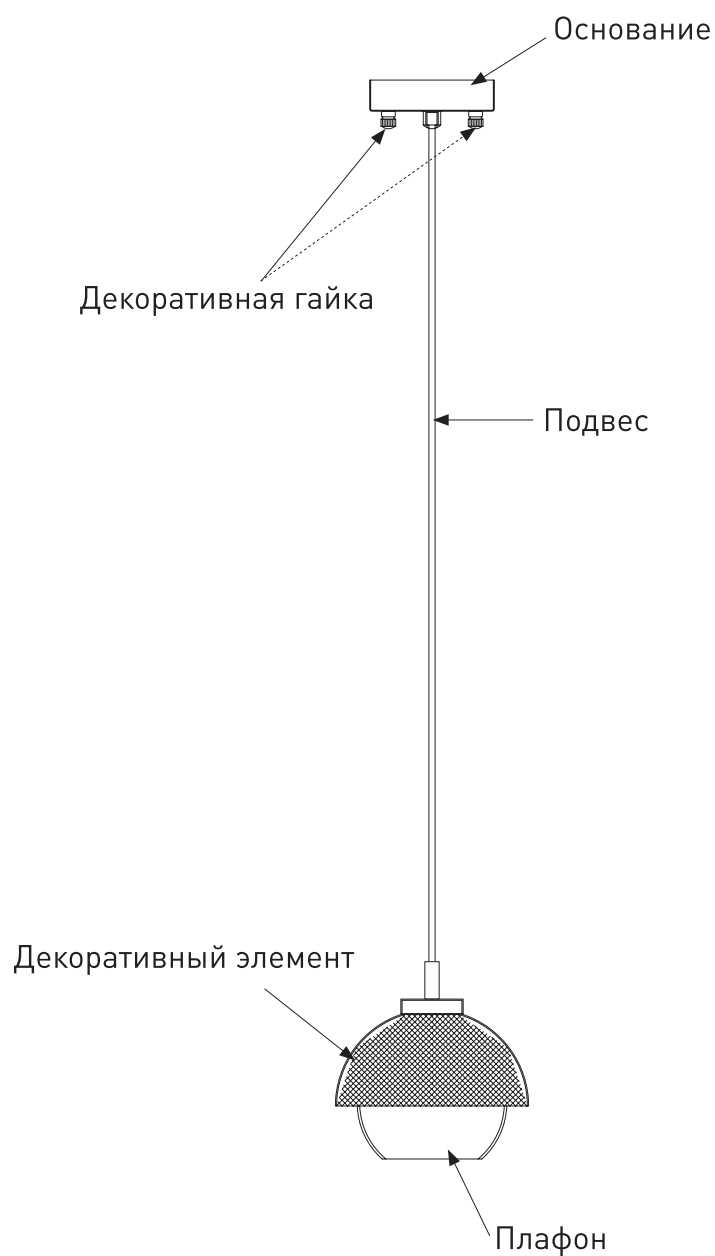 Основание
Декоративная гайка
Подвес
Декоративный элемент
Плафон